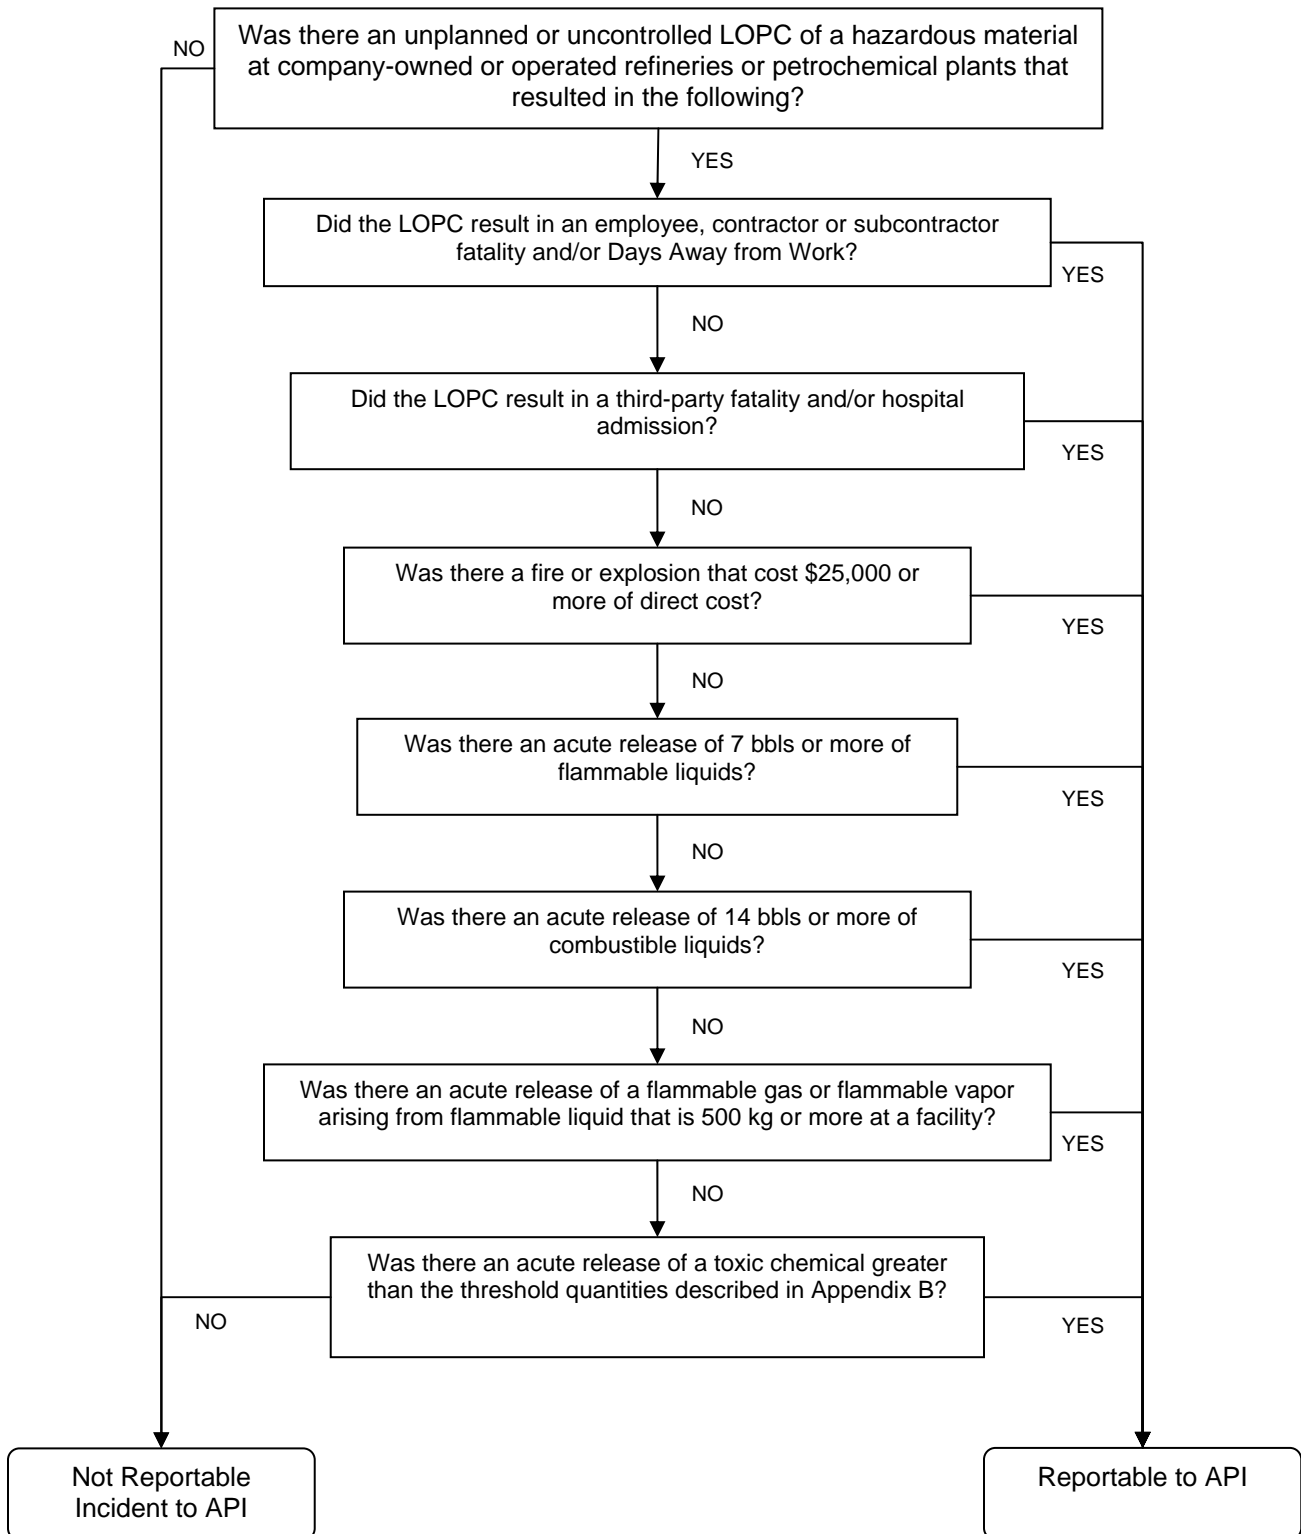 NO
Was there an unplanned or uncontrolled LOPC of a hazardous material
at company-owned or operated refineries or petrochemical plants that
resulted in the following?
YES
Did the LOPC result in an employee, contractor or subcontractor
fatality and/or Days Away from Work?
YES
NO
Did the LOPC result in a third-party fatality and/or hospital
admission?
YES
NO
Was there a fire or explosion that cost $25,000 or
more of direct cost?
YES
NO
Was there an acute release of 7 bbls or more of
flammable liquids?
YES
NO
Was there an acute release of 14 bbls or more of
combustible liquids?
YES
NO
Was there an acute release of a flammable gas or flammable vapor
arising from flammable liquid that is 500 kg or more at a facility?
YES
NO
Was there an acute release of a toxic chemical greater
than the threshold quantities described in Appendix B?
NO
YES
Not Reportable
Incident to API
Reportable to API